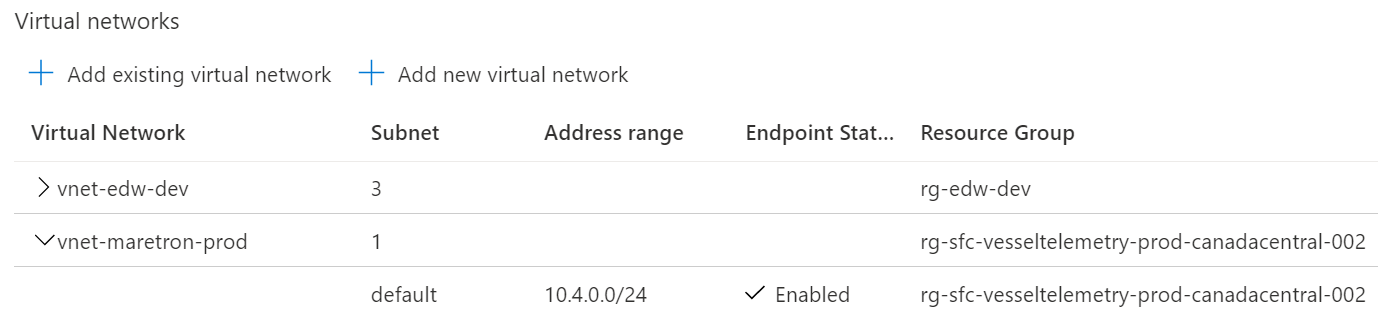 Virtual networks
Add existing virtual network Add new virtual network
Virtual Network Subnet Address range Endpoint Stat... Resource Group
vnet-edw-dev 3 rg-edw-dev
vnet-maretron-prod 1 rg-sfc-vesseltelemetry-prod-canadacentral-002
default 10.4.0.0/24 Enabled rg-sfc-vesseltelemetry-prod-canadacentral-002